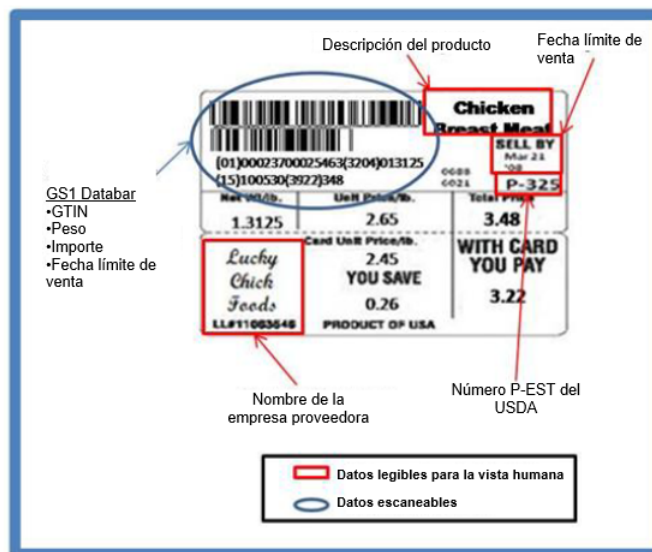 Descripción del producto
Fecha límite de
venta
Chicken
Breast Meat
SELL BY
Mar 21
'08
(01)00023700025463(3204)013125
(15)100530(3922)348
0688
6021
P-325
GS1 Databar
•GTIN
•Peso
•Importe
•Fecha límite de
venta
Net Wt/lb.
Unit Price/lb.
Total Price
1.3125
2.65
3.48
Lucky
Chick
Foods
LL#11063646
Card Unit Price/lb.
2.45
YOU SAVE
0.26
PRODUCT OF USA
WITH CARD
YOU PAY
3.22
Nombre de la
empresa proveedora
Número P-EST del
USDA
Datos legibles para la vista humana
Datos escaneables